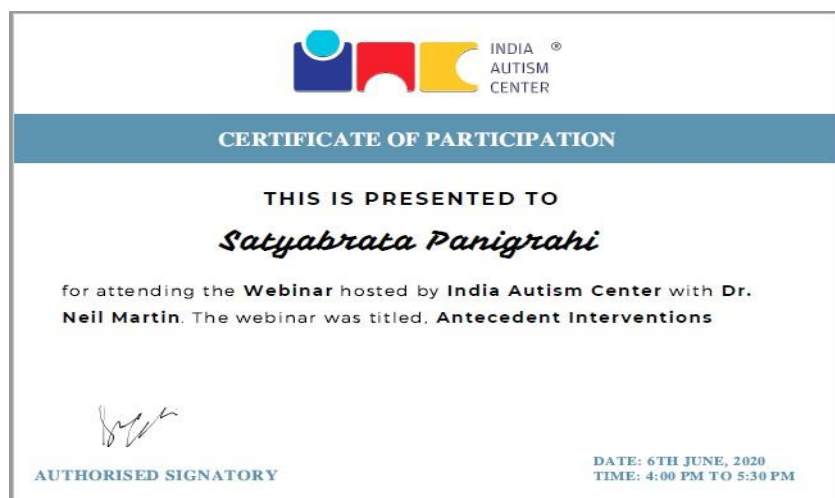 INDIA ®
AUTISM
CENTER
CERTIFICATE OF PARTICIPATION
THIS IS PRESENTED TO
Satyabrata Panigrahi
for attending the Webinar hosted by India Autism Center with Dr.
Neil Martin. The webinar was titled, Antecedent Interventions
AUTHORISED SIGNATORY
DATE: 6TH JUNE, 2020
TIME: 4:00 PM TO 5:30 PM